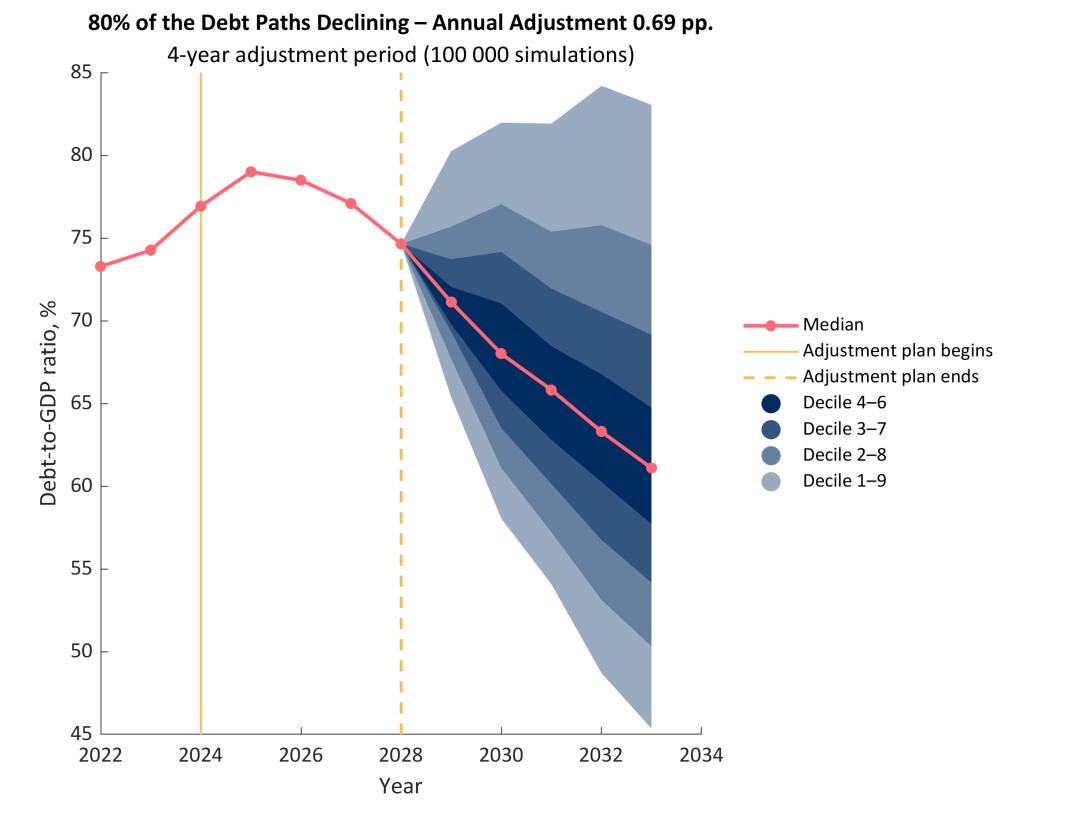 80% of the Debt Paths Declining – Annual Adjustment 0.69 pp.
4-year adjustment period (100 000 simulations)
85
80
75
70
65
60
55
50
45
Debt-to-GDP ratio, %
2022
2024
2026
2028
2030
2032
2034
Year
Median
Adjustment plan begins
Adjustment plan ends
Decile 4–6
Decile 3–7
Decile 2–8
Decile 1–9